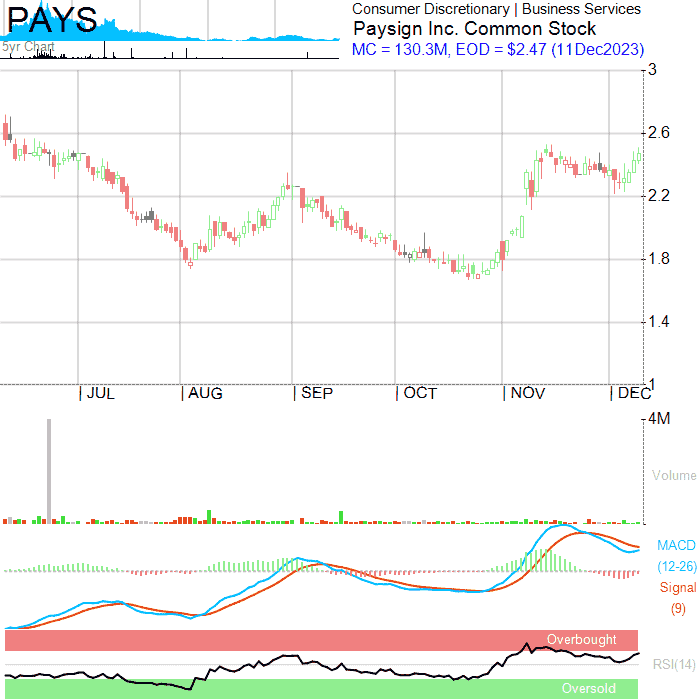 PAYS
5yr Chart
Consumer Discretionary | Business Services
Paysign Inc. Common Stock
MC = 130.3M, EOD = $2.47 (11Dec2023)
3
2.6
2.2
1.8
1.4
1
| JUL | AUG | SEP | OCT | NOV | DEC
4M
Volume
MACD
(12-26)
Signal
(9)
Overbought
RSI(14)
Oversold